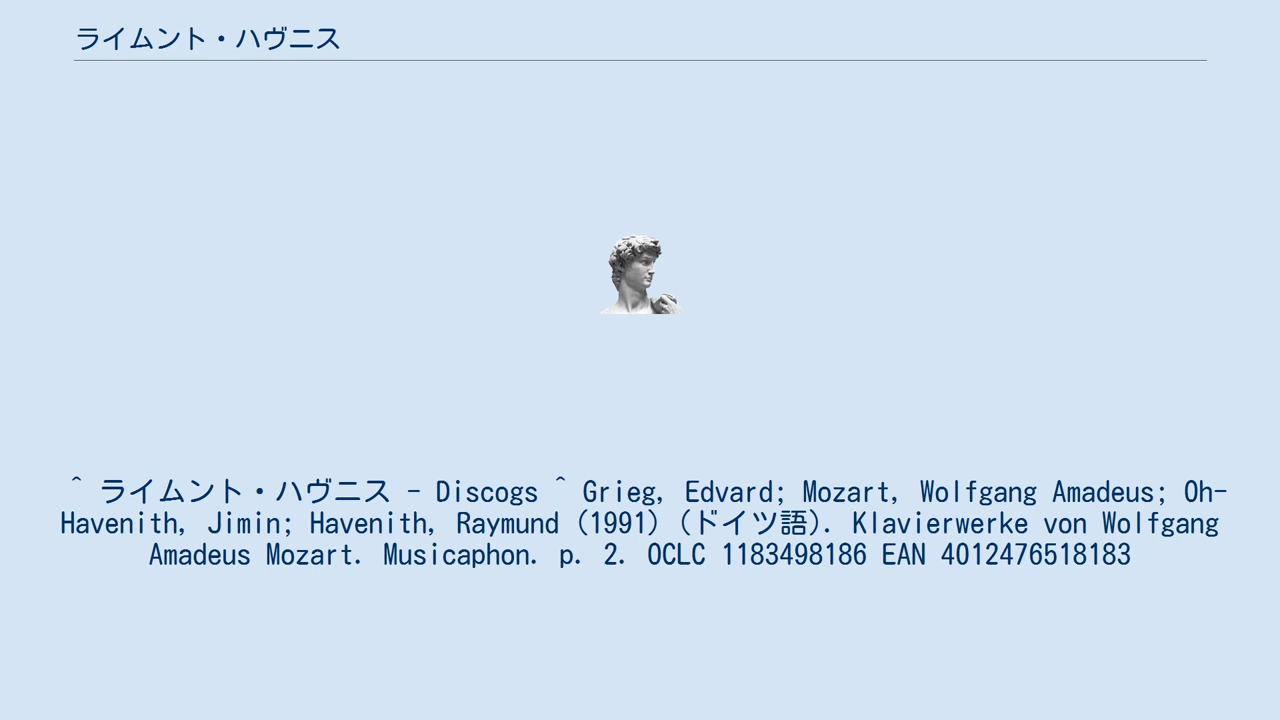 ライムント・ハヴニス
^ ライムント・ハヴニス - Discogs ^ Grieg, Edvard; Mozart, Wolfgang Amadeus; Oh-
Havenith, Jimin; Havenith, Raymund (1991) (ドイツ語). Klavierwerke von Wolfgang
Amadeus Mozart. Musicaphon. p. 2. OCLC 1183498186 EAN 4012476518183